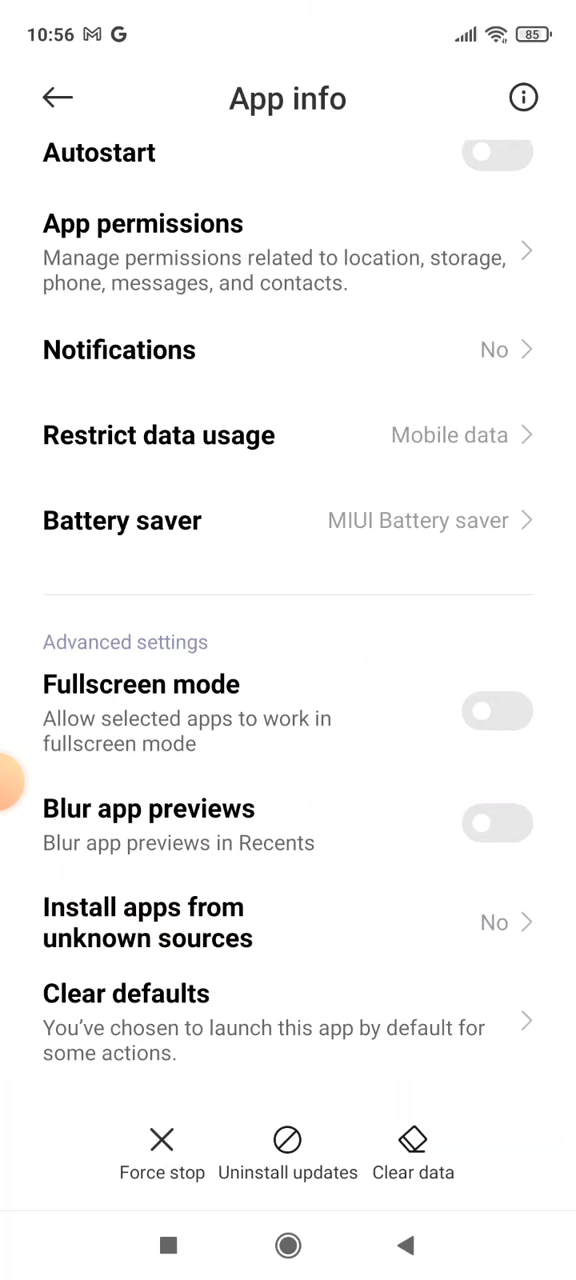 10:56
85
App info
Autostart
App permissions
Manage permissions related to location, storage,
phone, messages, and contacts.
Notifications
No
Restrict data usage
Mobile data
Battery saver
MIUI Battery saver
Advanced settings
Fullscreen mode
Allow selected apps to work in
fullscreen mode
Blur app previews
Blur app previews in Recents
Install apps from
unknown sources
No
Clear defaults
You’ve chosen to launch this app by default for
some actions.
Force stop
Uninstall updates
Clear data